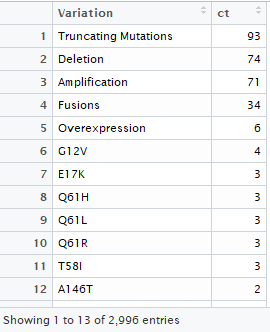 Variation ct
1 Truncating Mutations 93
2 Deletion 74
3 Amplification 71
4 Fusions 34
5 Overexpression 6
6 G12V 4
7 E17K 3
8 Q61H 3
9 Q61L 3
10 Q61R 3
11 T58I 3
12 A146T 2
Showing 1 to 13 of 2,996 entries